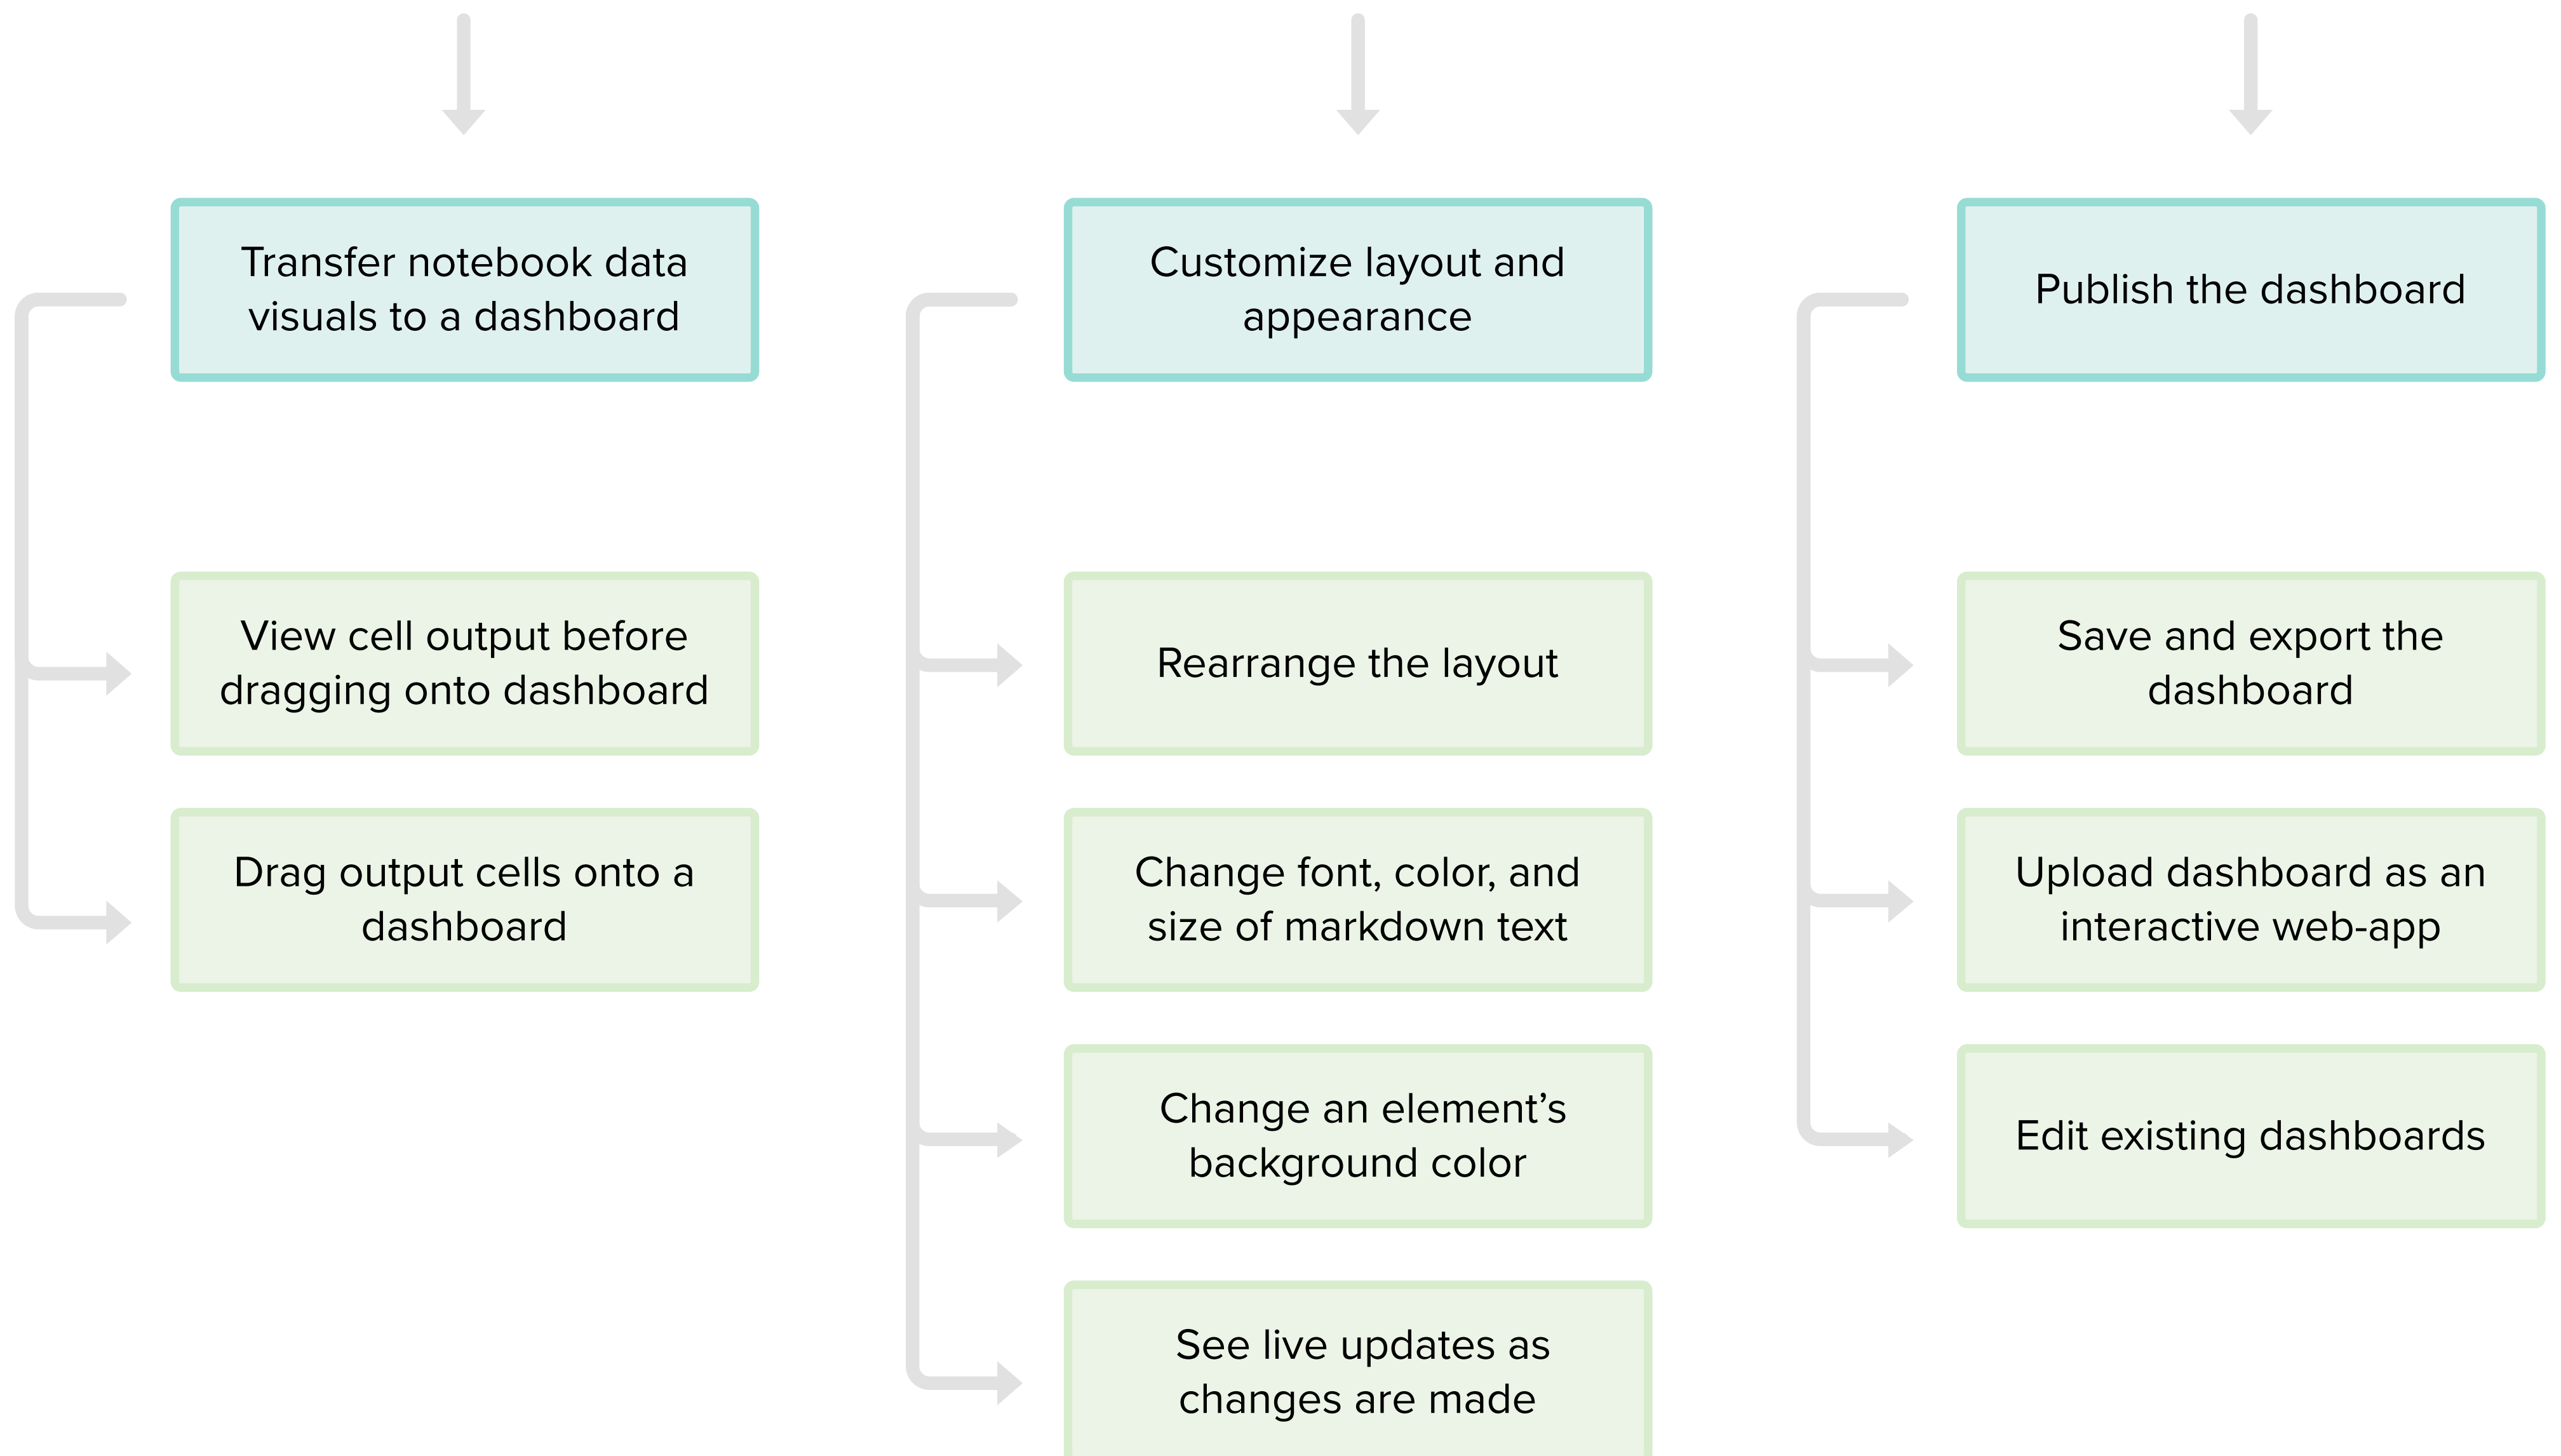 Transfer notebook data
visuals to a dashboard
View cell output before
dragging onto dashboard
Drag output cells onto a
dashboard
Customize layout and
appearance
Rearrange the layout
Change font, color, and
size of markdown text
Change an element’s
background color
See live updates as
changes are made
Publish the dashboard
Save and export the
dashboard
Upload dashboard as an
interactive web-app
Edit existing dashboards